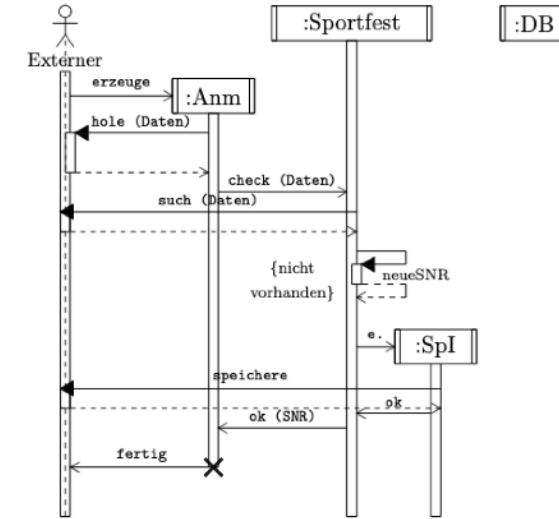 :Sportfest
:DB
Externer
erzeuge
:Anm
hole (Daten)
check (Daten)
such (Daten)
{nicht
vorhanden}
neueSNR
e.
:SpI
speichere
ok
ok (SNR)
fertig